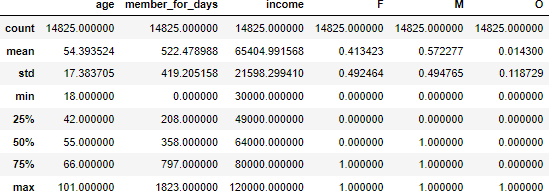 age member_for_days income F M O
count 14825.000000 14825.000000 14825.000000 14825.000000 14825.000000 14825.000000
mean 54.393524 522.478988 65404.991568 0.413423 0.572277 0.014300
std 17.383705 419.205158 21598.299410 0.492464 0.494765 0.118729
min 18.000000 0.000000 30000.000000 0.000000 0.000000 0.000000
25% 42.000000 208.000000 49000.000000 0.000000 0.000000 0.000000
50% 55.000000 358.000000 64000.000000 0.000000 1.000000 0.000000
75% 66.000000 797.000000 80000.000000 1.000000 1.000000 0.000000
max 101.000000 1823.000000 120000.000000 1.000000 1.000000 1.000000